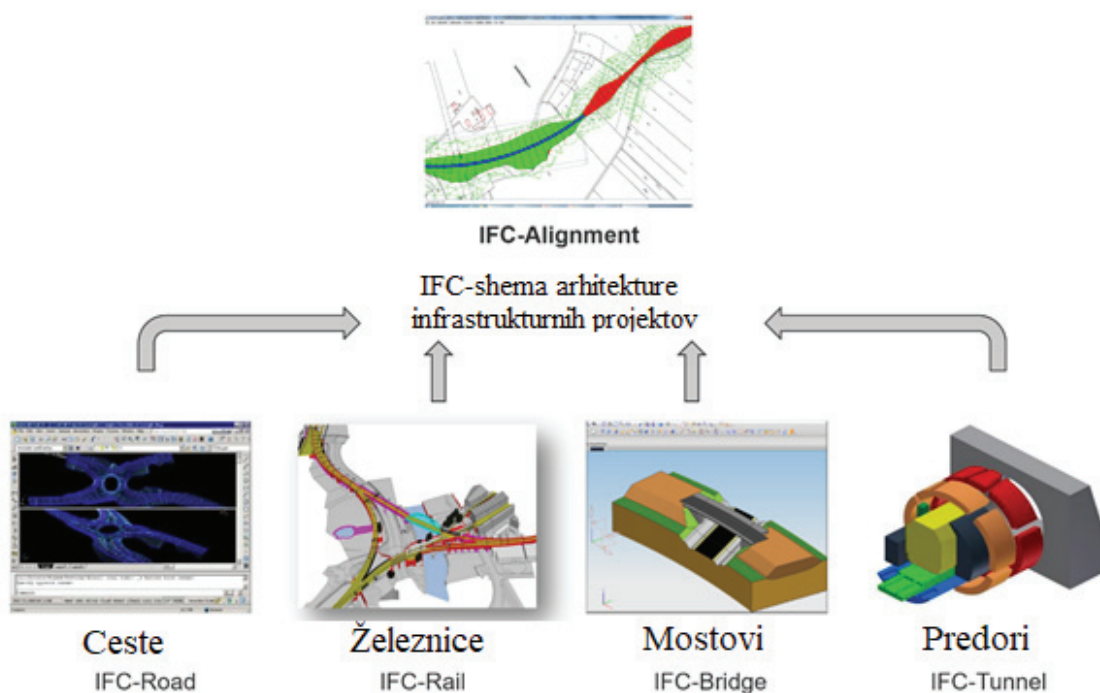 IFC-Alignment
IFC-shema arhitekture
infrastrukturnih projektov
Ceste
Železnice
Mostovi
Predori
IFC-Road
IFC-Rail
IFC-Bridge
IFC-Tunnel